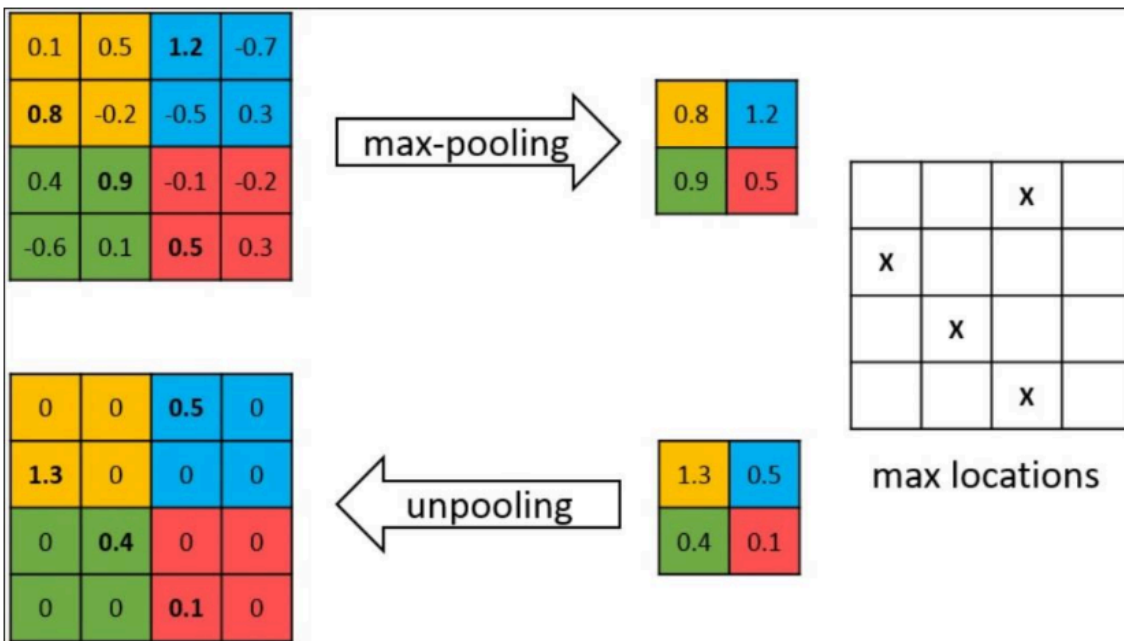 0.1 0.5 1.2 -0.7
0.8 -0.2 -0.5 0.3
0.4 0.9 -0.1 -0.2
-0.6 0.1 0.5 0.3
max-pooling
0.8 1.2
0.9 0.5
X
X
X
X
max locations
0 0 0.5 0
1.3 0 0 0
0 0.4 0 0
0 0 0.1 0
unpooling
1.3 0.5
0.4 0.1